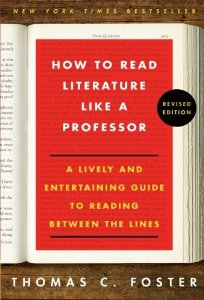 NEW YORK TIMES BESTSELLER
HOW TO READ
LITERATURE
LIKE A
PROFESSOR
REVISED
EDITION
A LIVELY AND
ENTERTAINING GUIDE
TO READING
BETWEEN THE LINES
THOMAS C. FOSTER